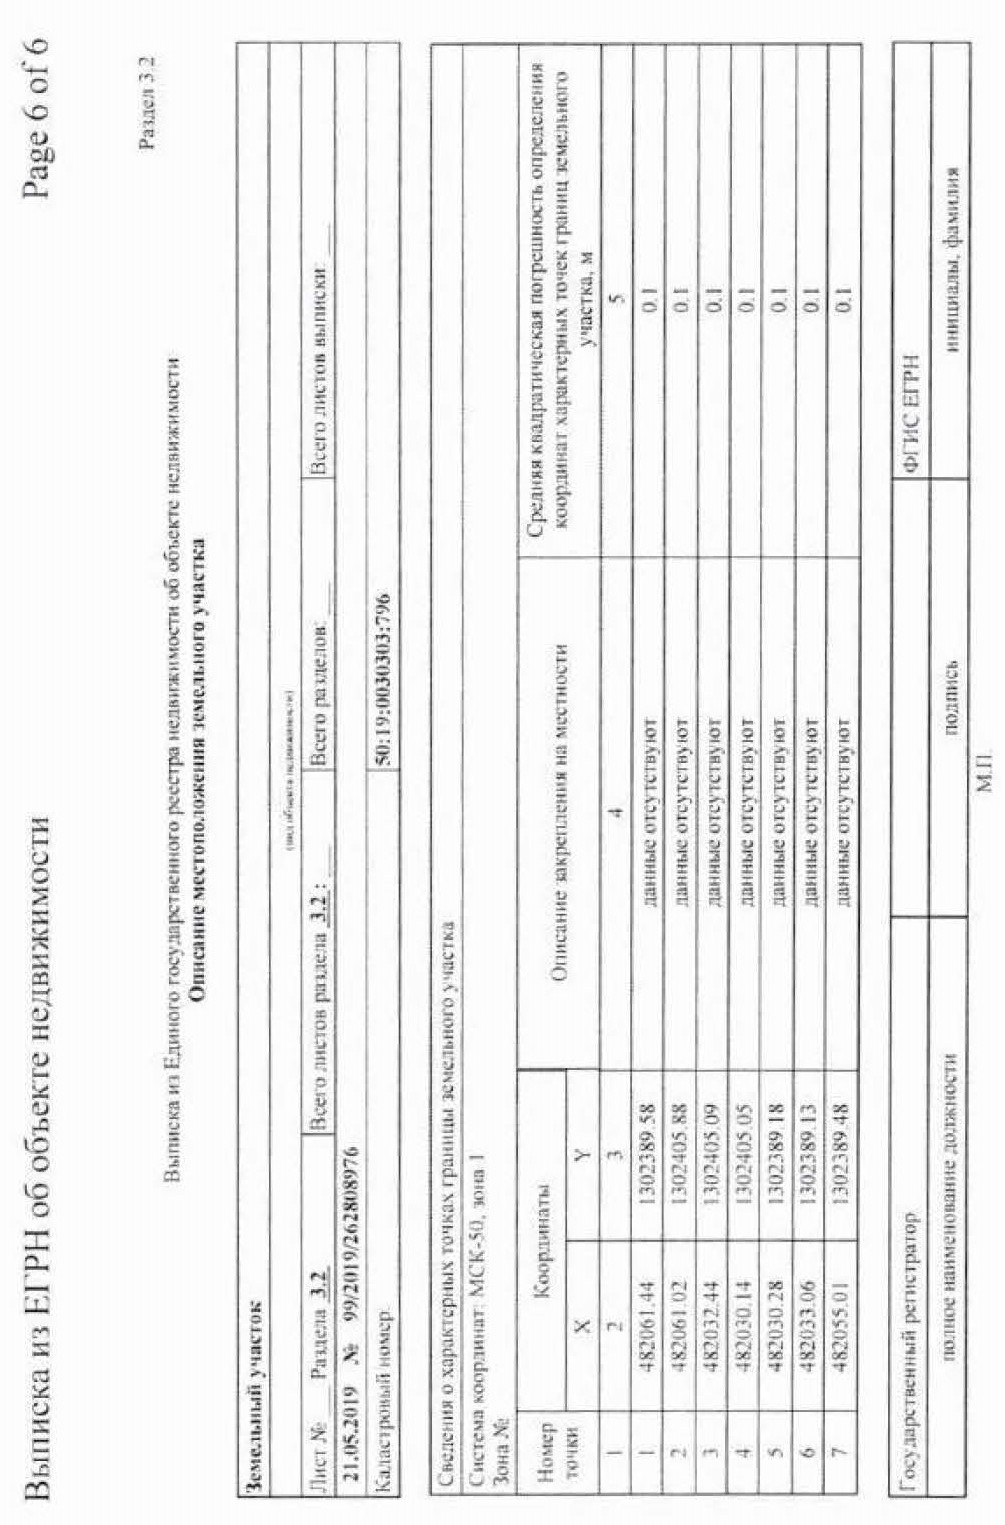 Выписка из ЕГРН об объекте недвижимости Page 6 of 6
Раздел 3.2
Выписка из Единого государственного реестра недвижимости об объекте недвижимости
Описание местоположения земельного участка
Земельный участок
(вид объекта недвижимости)
Лист № ___ Раздела 3.2 Всего листов раздела 3.2 : ___ Всего разделов: ___ Всего листов выписки: ___
21.05.2019 № 99/2019/262808976
Кадастровый номер: 50:19:0030303:796
Сведения о характерных точках границы земельного участка
Система координат: МСК-50, зона 1
Зона №
Номер точки Координаты Описание закрепления на местности Средняя квадратическая погрешность определения координат характерных точек границ земельного участка, м
X Y
1 2 3 4 5
1 482061.44 1302389.58 данные отсутствуют 0.1
2 482061.02 1302405.88 данные отсутствуют 0.1
3 482032.44 1302405.09 данные отсутствуют 0.1
4 482030.14 1302405.05 данные отсутствуют 0.1
5 482030.28 1302389.18 данные отсутствуют 0.1
6 482033.06 1302389.13 данные отсутствуют 0.1
7 482055.01 1302389.48 данные отсутствуют 0.1
Государственный регистратор ФГИС ЕГРН
полное наименование должности подпись инициалы, фамилия
М.П.